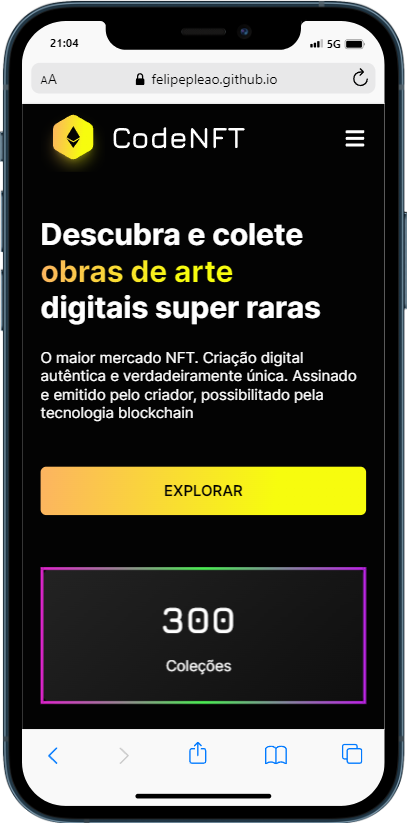 21:04
5G
AA
felipepleao.github.io
CodeNFT
Descubra e colete
obras de arte
digitais super raras
O maior mercado NFT. Criação digital
autêntica e verdadeiramente única. Assinado
e emitido pela criador, possibilitado pela
tecnologia blockchain
EXPLORAR
300
Coleções